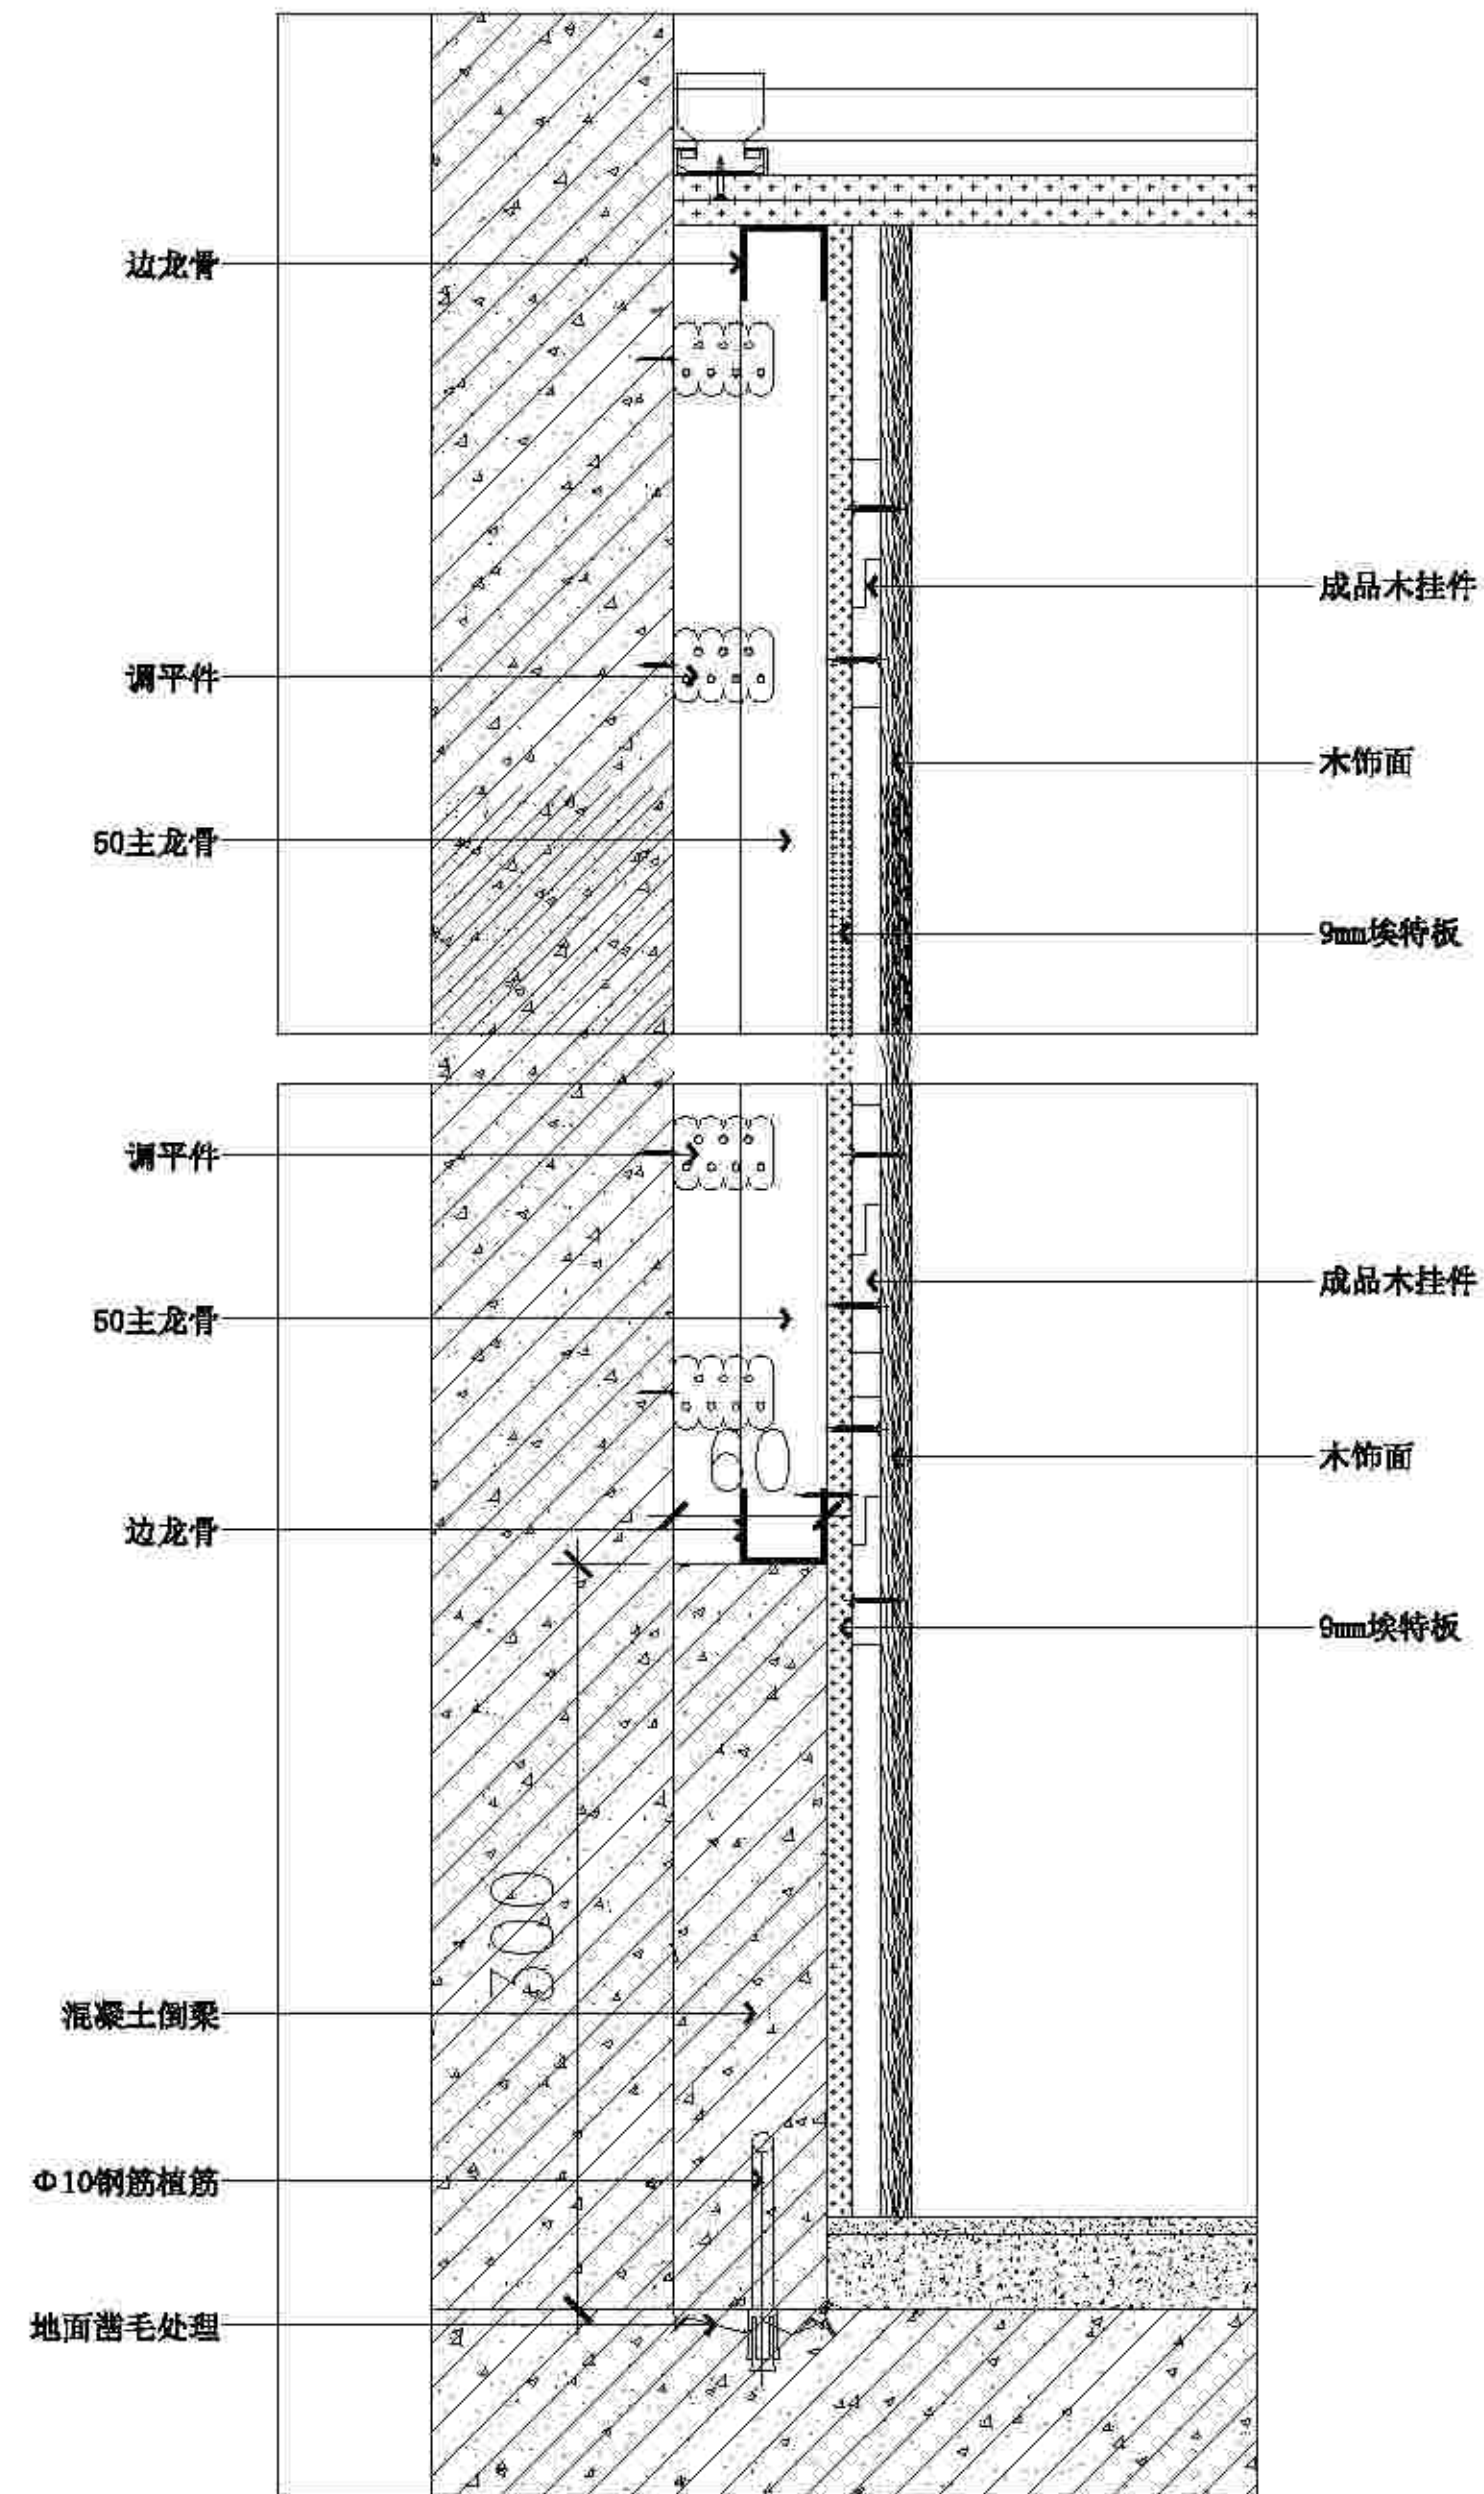 边龙骨
成品木挂件
调平件
木饰面
50主龙骨
9mm埃特板
调平件
成品木挂件
50主龙骨
木饰面
60
边龙骨
9mm埃特板
300
混凝土倒梁
Φ10钢筋植筋
地面凿毛处理